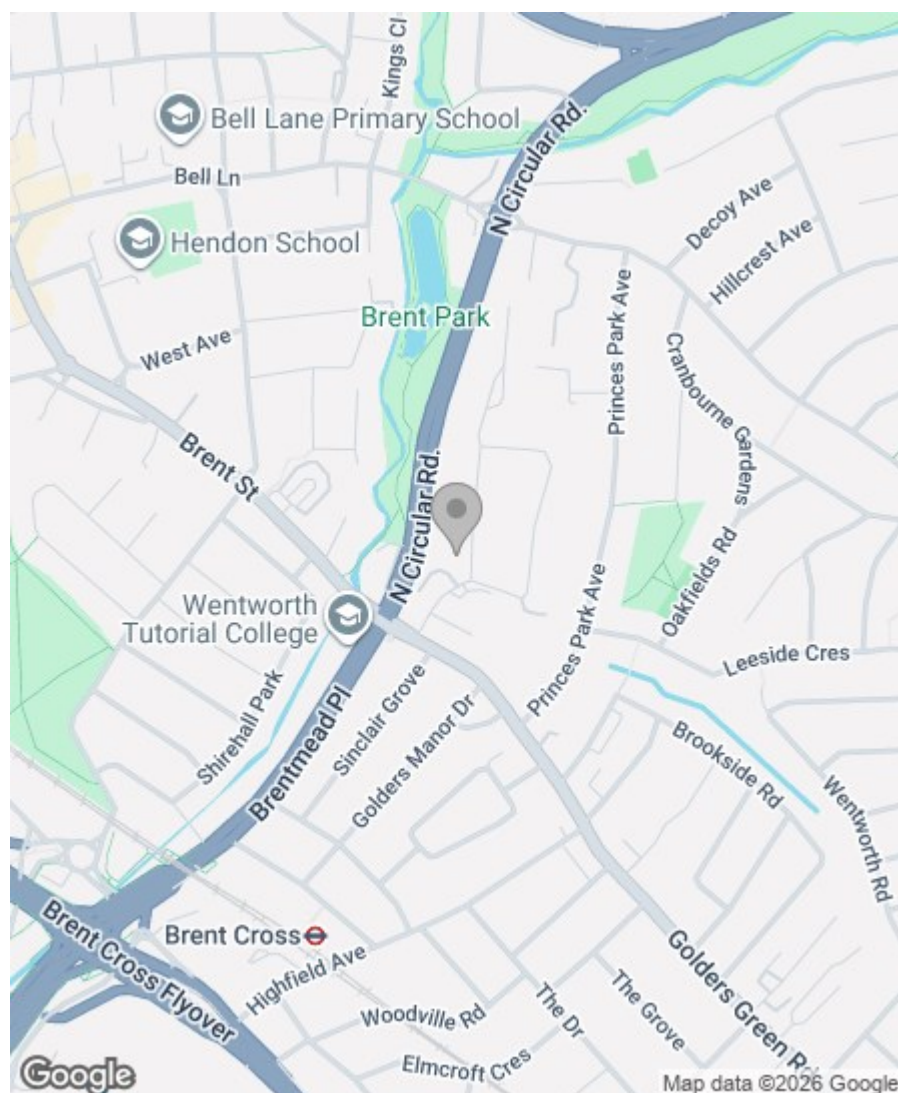 Kings Cl
N Circular Rd.
Bell Lane Primary School
Bell Ln
Hendon School
Decoy Ave
Hillcrest Ave
Brent Park
West Ave
Princes Park Ave
Cranbourne Gardens
Brent St
N Circular Rd.
Oakfields Rd
Wentworth
Tutorial College
Princes Park Ave
Leeside Cres
Shirehall Park
Sinclair Grove
Brentmead Pl
Golders Manor Dr
Brookside Rd
Wentworth Rd
Brent Cross
Brent Cross Flyover
Highfield Ave
Golders Green Rd
The Grove
The Dr
Woodville Rd
Elmcroft Cres
Google
Map data ©2026 Google